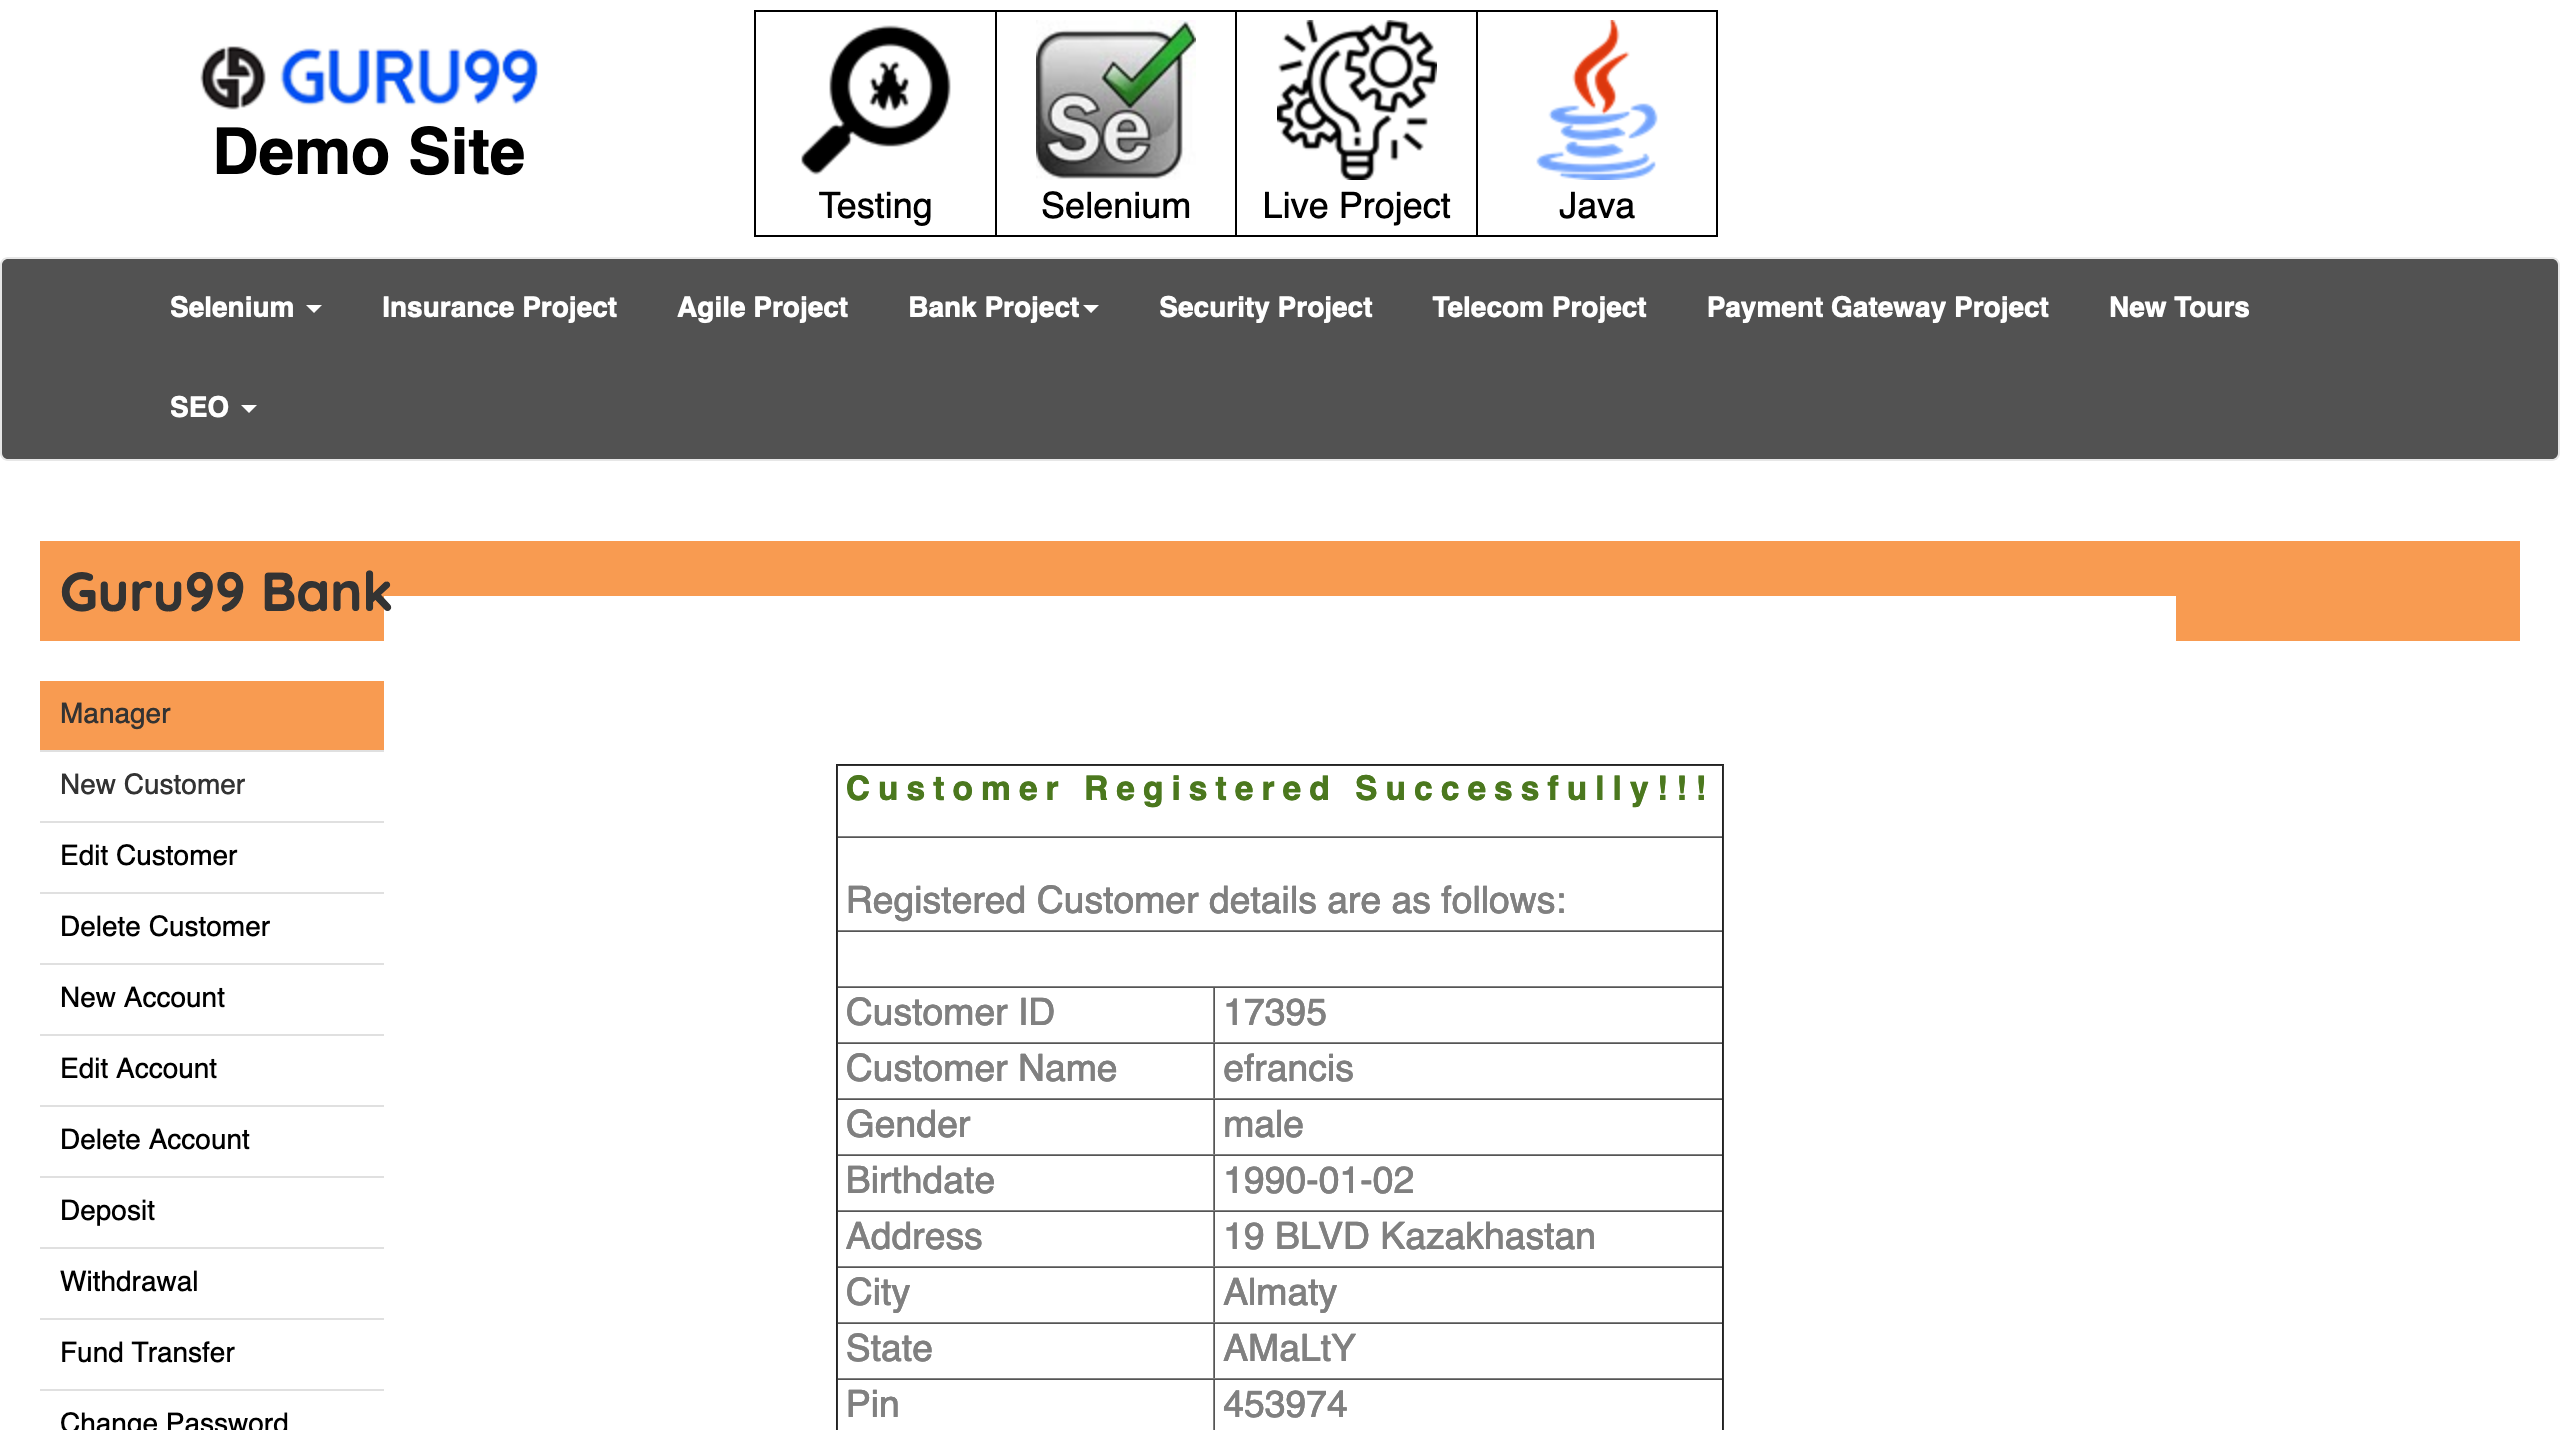 GURU99
Demo Site
Se
Testing
Selenium
Live Project
Java
Selenium
Insurance Project
Agile Project
Bank Project
Security Project
Telecom Project
Payment Gateway Project
New Tours
SEO
Guru99 Bank
Manager
New Customer
Edit Customer
Delete Customer
New Account
Edit Account
Delete Account
Deposit
Withdrawal
Fund Transfer
Change Password
Customer Registered Successfully!!!
Registered Customer details are as follows:
Customer ID 17395
Customer Name efrancis
Gender male
Birthdate 1990-01-02
Address 19 BLVD Kazakhastan
City Almaty
State AMaLtY
Pin 453974